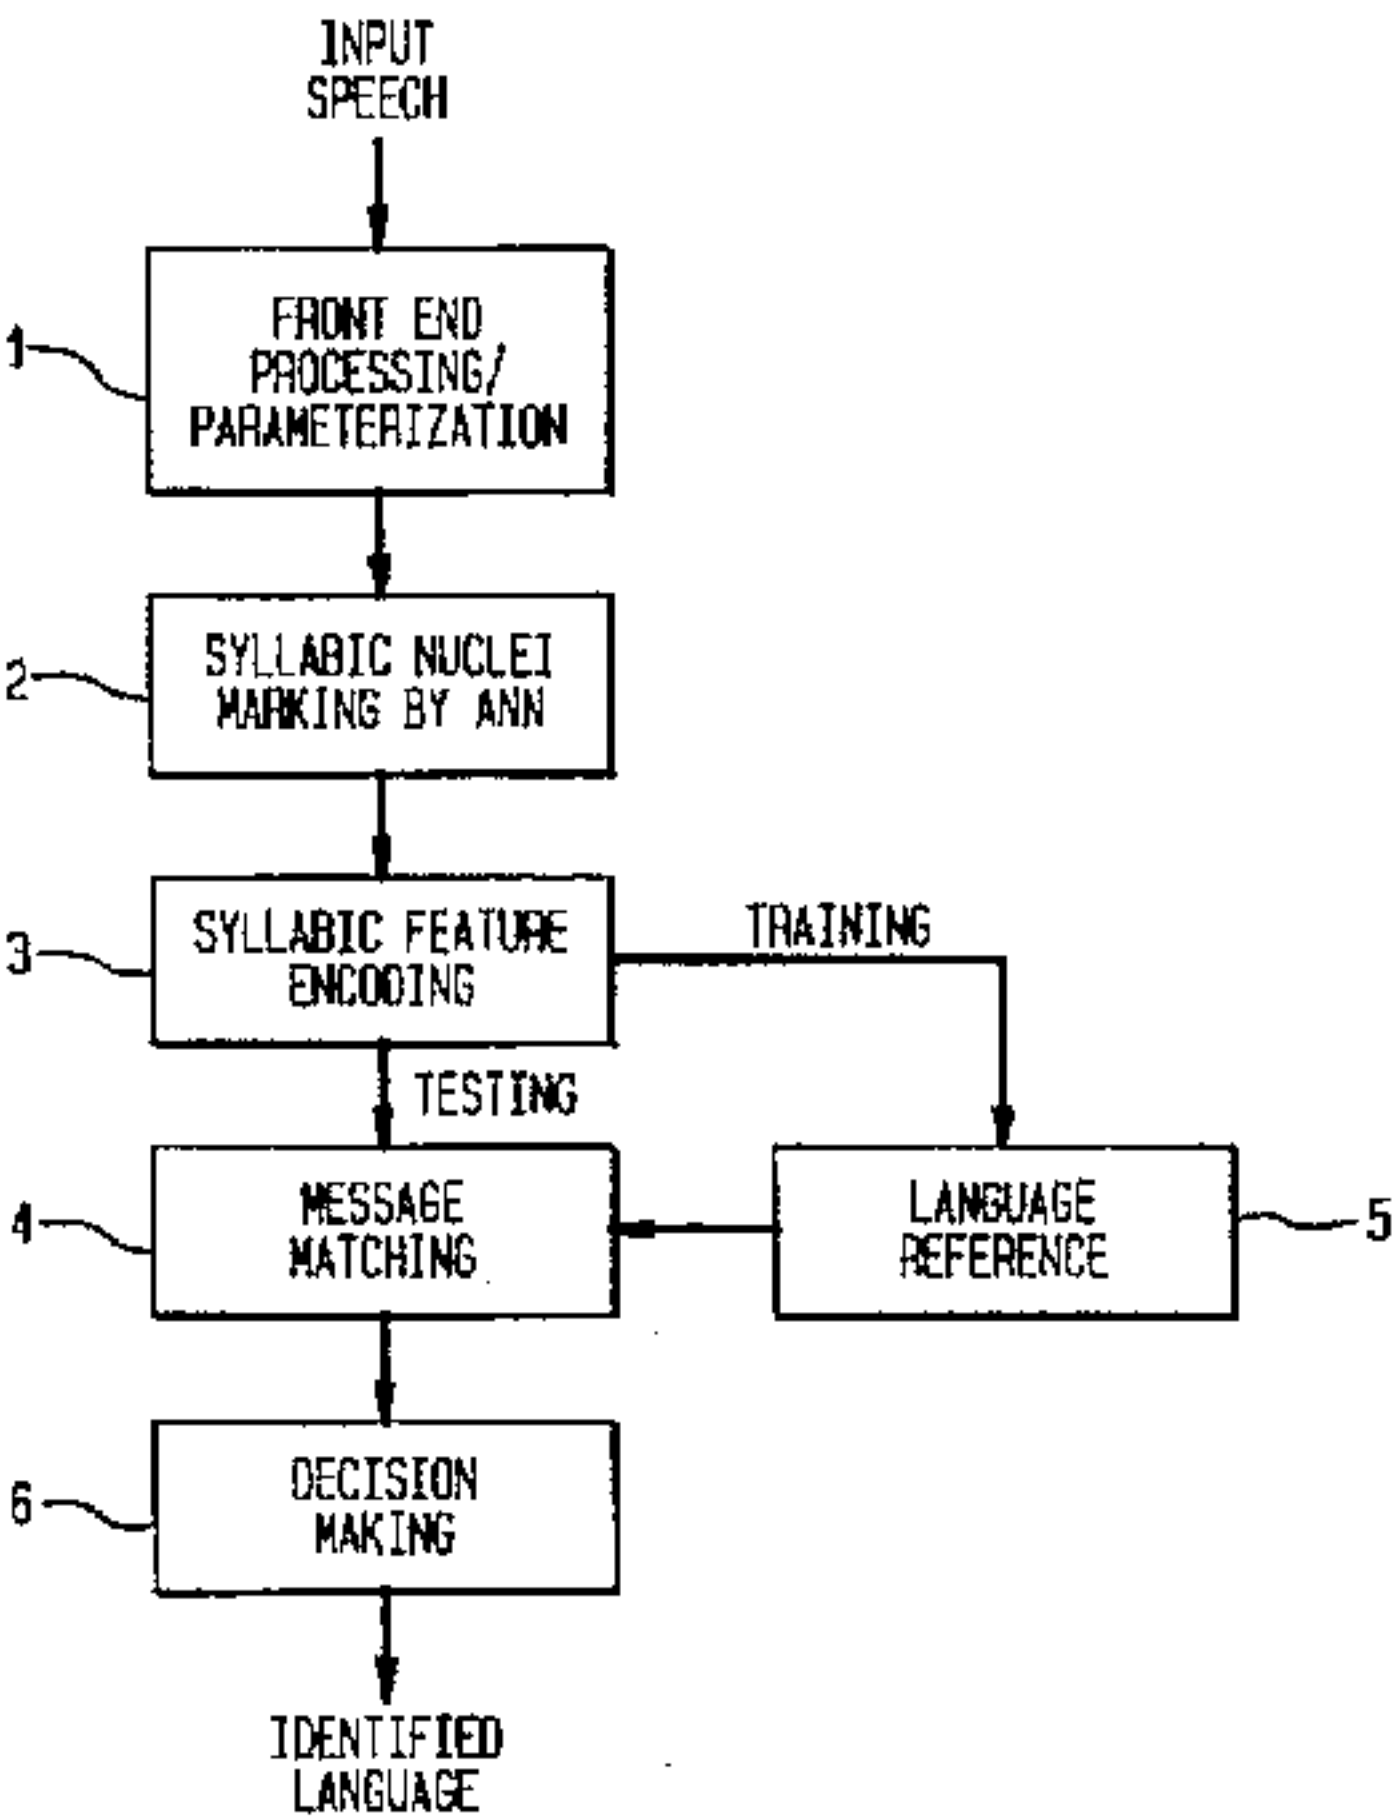 INPUT
SPEECH
1
FRONT END
PROCESSING/
PARAMETERIZATION
2
SYLLABIC NUCLEI
MARKING BY ANN
3
SYLLABIC FEATURE
ENCODING
TRAINING
TESTING
4
MESSAGE
MATCHING
LANGUAGE
REFERENCE
5
6
DECISION
MAKING
IDENTIFIED
LANGUAGE